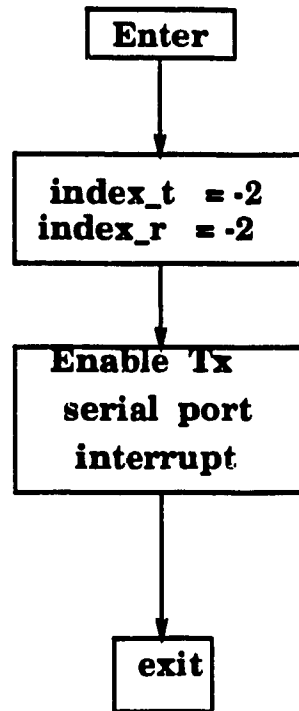 Enter
index_t = -2
index_r = -2
Enable Tx
serial port
interrupt
exit